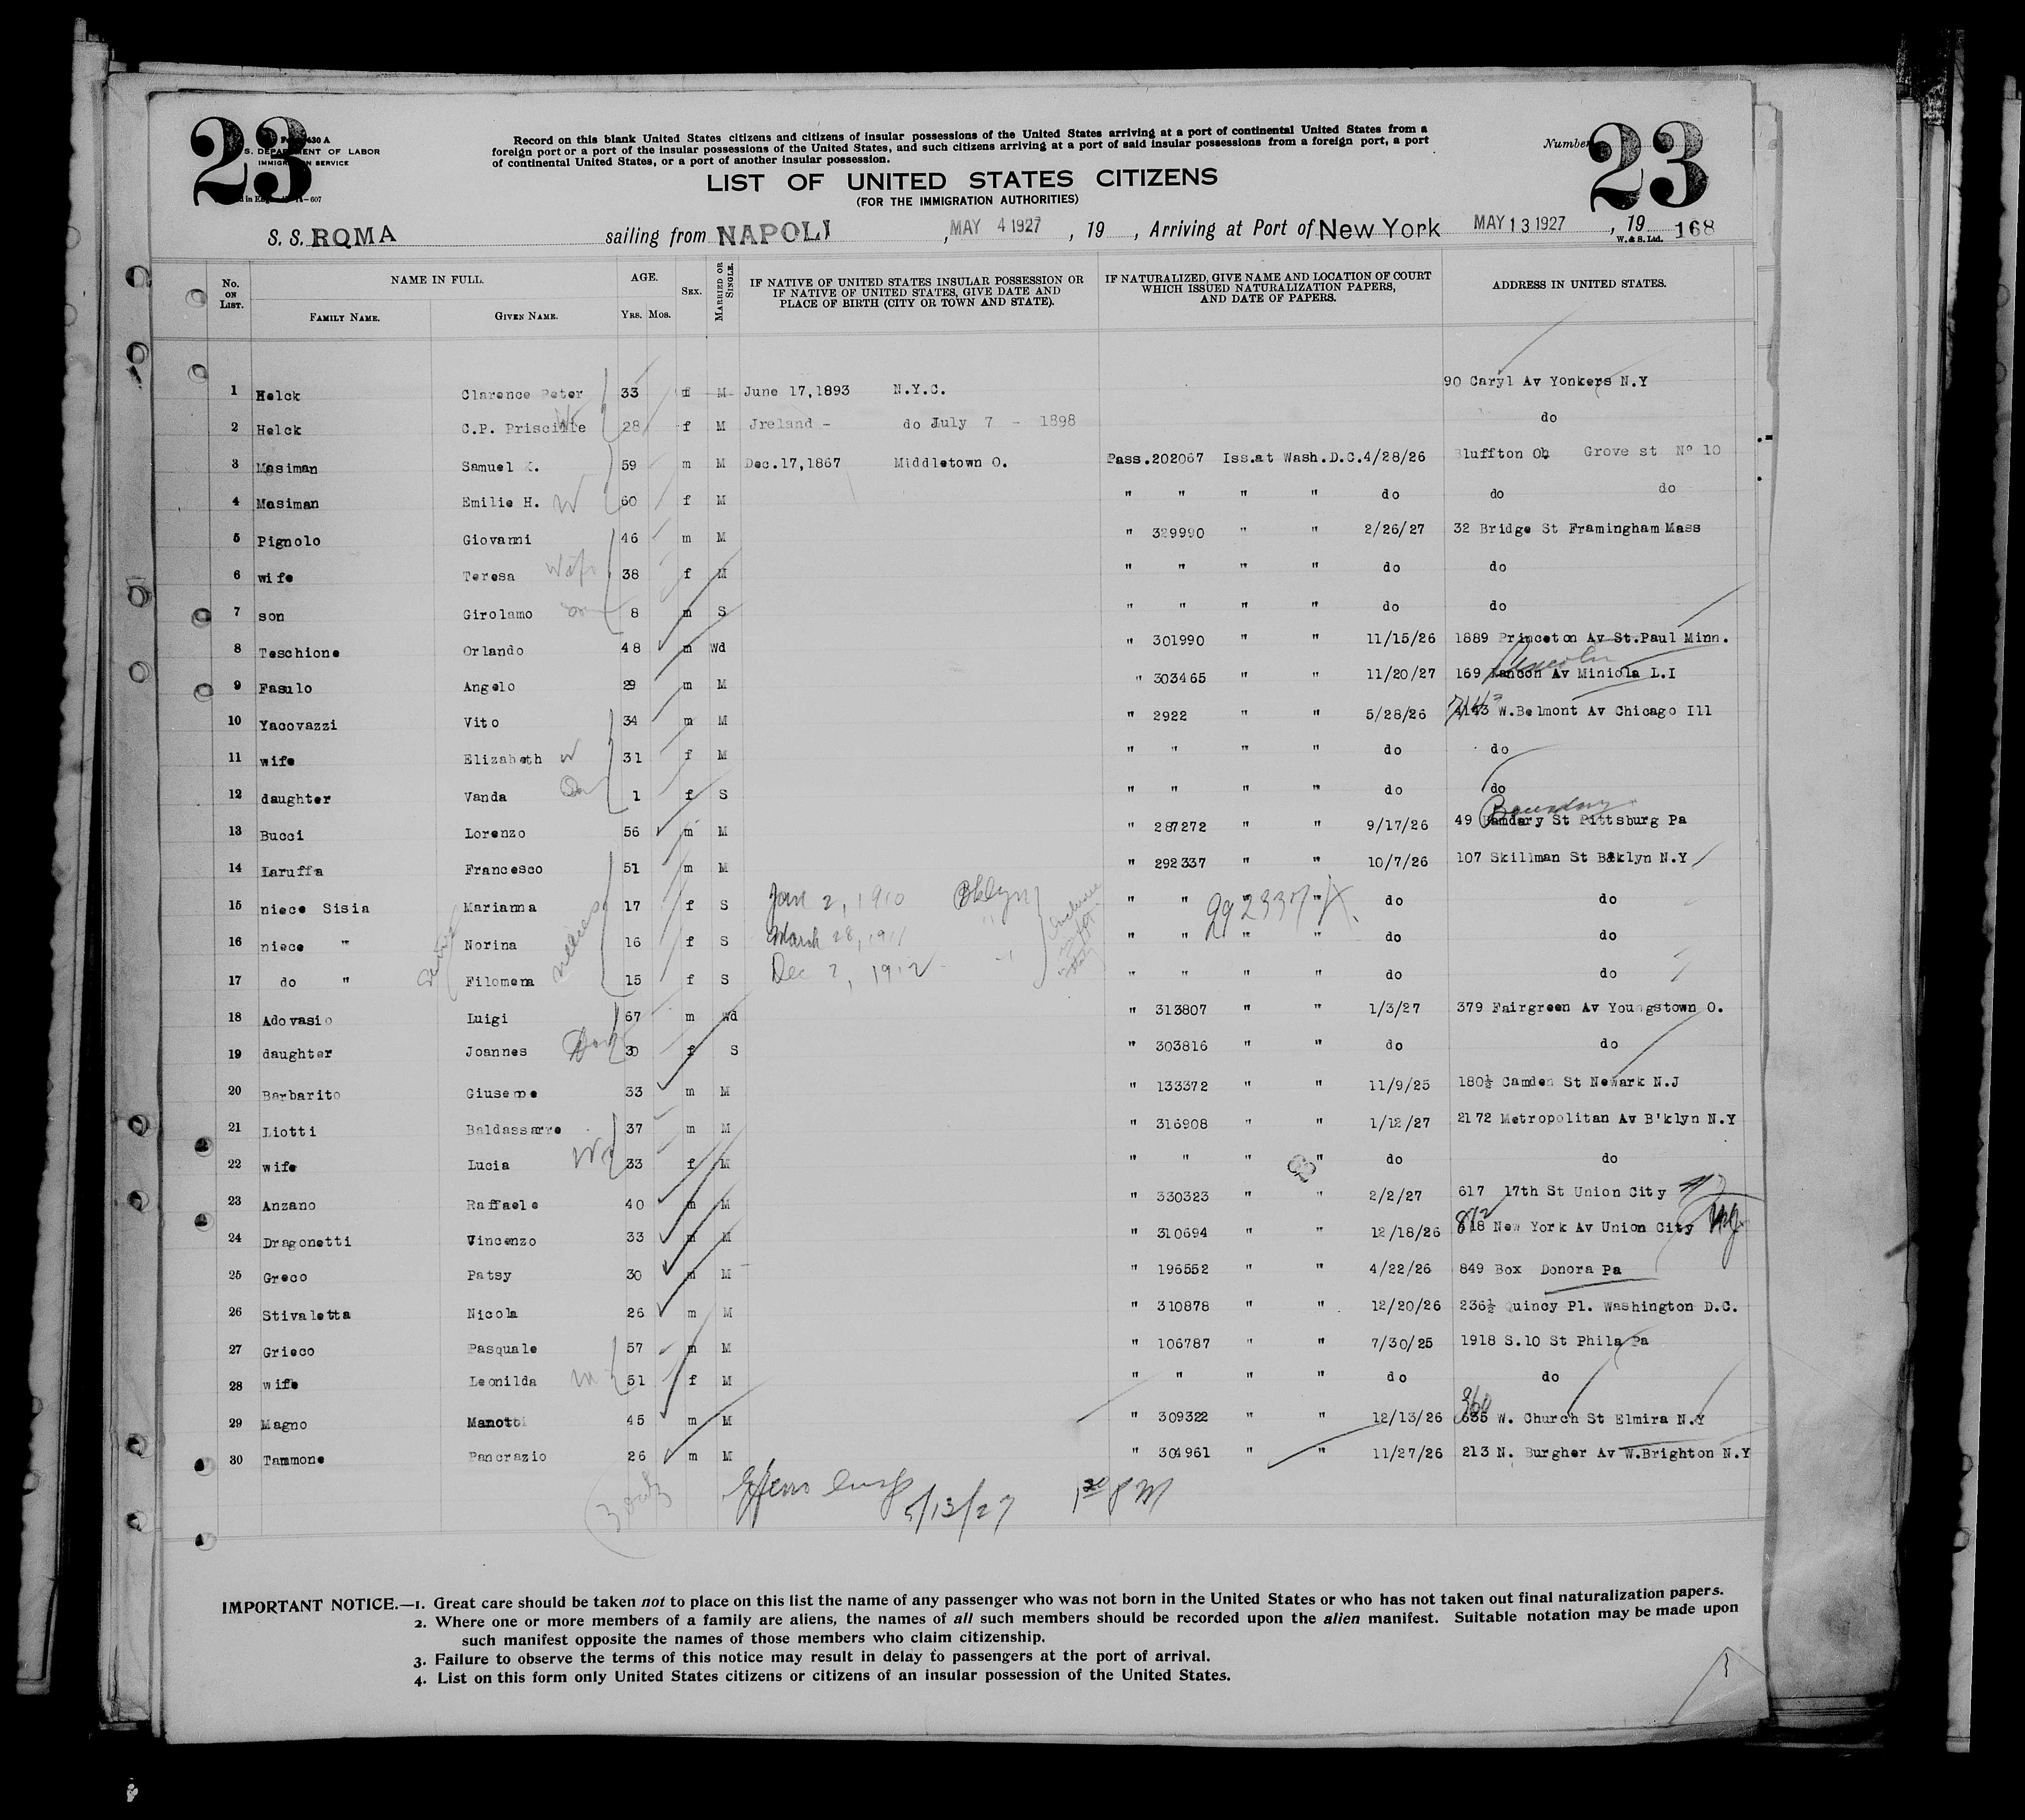 23
Form 630 A
U. S. DEPARTMENT OF LABOR
IMMIGRATION SERVICE
Record on this blank United States citizens and citizens of insular possessions of the United States arriving at a port of continental United States from a
foreign port or a port of the insular possessions of the United States, and such citizens arriving at a port of said insular possessions from a foreign port, a port
of continental United States, or a port of another insular possession.
Number 23
LIST OF UNITED STATES CITIZENS
(FOR THE IMMIGRATION AUTHORITIES)
S. S. ROMA sailing from NAPOLI , MAY 4 1927 , 19 , Arriving at Port of New York MAY 13 1927 , 19
W. & S. Ltd. 168
No. ON LIST. NAME IN FULL. AGE. SEX. MARRIED OR SINGLE. IF NATIVE OF UNITED STATES INSULAR POSSESSION OR IF NATIVE OF UNITED STATES, GIVE DATE AND PLACE OF BIRTH (CITY OR TOWN AND STATE). IF NATURALIZED, GIVE NAME AND LOCATION OF COURT WHICH ISSUED NATURALIZATION PAPERS, AND DATE OF PAPERS. ADDRESS IN UNITED STATES.
FAMILY NAME. GIVEN NAME. YRS. MOS.
1 Helck Clarence Peter 33 M June 17,1893 N.Y.C. 90 Caryl Av Yonkers N.Y
2 Helck C.P. 28 f M Jreland - do July 7 - 1898 do
3 Masiman Samuel 59 m M Dec.17,1867 Middletown O. Pass.202067 Iss.at Wash.D.C.4/28/26 Bluffton Oh Grove st Nº 10
4 Masiman Emilie H. W 60 f M " " " " do do do
5 Pignolo Giovanni 46 m M " 329990 " " 2/26/27 32 Bridge St Framingham Mass
6 wife Teresa wife 38 f M " " " " do do
7 son Girolamo son 8 m S " " " " do do
8 Teschione Orlando 48 m Wd " 301990 " " 11/15/26 1889 Princeton Av St.Paul Minn.
9 Fasulo Angelo 29 m M " 303465 " " 11/20/27 169 Lincoln Av Miniola L.I
10 Yacovazzi Vito 34 m M " 2922 " " 5/28/26 W.Belmont Av Chicago Ill
11 wife Elizabeth W 31 f M " " " " do do
12 daughter Vanda Da 1 f S " " " " do do
13 Bucci Lorenzo 56 m M " 287272 " " 9/17/26 49 Boundary St Pittsburg Pa
14 Laruffa Francesco 51 m M " 292337 " " 10/7/26 107 Skillman St Bklyn N.Y
15 niece Sisia Marianna 17 f S Jan 2, 1910 Bklyn " " 292337 " " do do
16 niece " Norina nieces 16 f S March 28, 1911 " " " " " do do
17 do " Filomena 15 f S Dec 2, 1912 " " " " " do do
18 Adovasio Luigi 67 m Wd " 313807 " " 1/3/27 379 Fairgreen Av Youngstown O.
19 daughter Joannes Dau 30 f S " 303816 " " do do
20 Barbarito Giuseppe 33 m M " 133372 " " 11/9/25 180½ Camden St Newark N.J
21 Liotti Baldassarre 37 m M " 316908 " " 1/12/27 2172 Metropolitan Av B'klyn N.Y
22 wife Lucia W 33 f M " " " " do do
23 Anzano Raffaele 40 m M " 330323 " " 2/2/27 617 17th St Union City NJ
24 Dragonetti Vincenzo 33 m M " 310694 " " 12/18/26 812 New York Av Union City NJ
25 Greco Patsy 30 m M " 196552 " " 4/22/26 849 Box Donora Pa
26 Stivaletta Nicola 26 m M " 310878 " " 12/20/26 236½ Quincy Pl. Washington D.C.
27 Grieco Pasquale 57 m M " 106787 " " 7/30/25 1918 S.10 St Phila Pa
28 wife Leonilda W 51 f M " " " " do do
29 Magno Manotti 45 m M " 309322 " " 12/13/26 360 W. Church St Elmira N.Y
30 Tammone Pancrazio 26 m M " 304961 " " 11/27/26 213 N. Burgher Av W.Brighton N.Y
5/13/27 1 30 PM
IMPORTANT NOTICE.—1. Great care should be taken not to place on this list the name of any passenger who was not born in the United States or who has not taken out final naturalization papers.
2. Where one or more members of a family are aliens, the names of all such members should be recorded upon the alien manifest. Suitable notation may be made upon
such manifest opposite the names of those members who claim citizenship.
3. Failure to observe the terms of this notice may result in delay to passengers at the port of arrival.
4. List on this form only United States citizens or citizens of an insular possession of the United States.